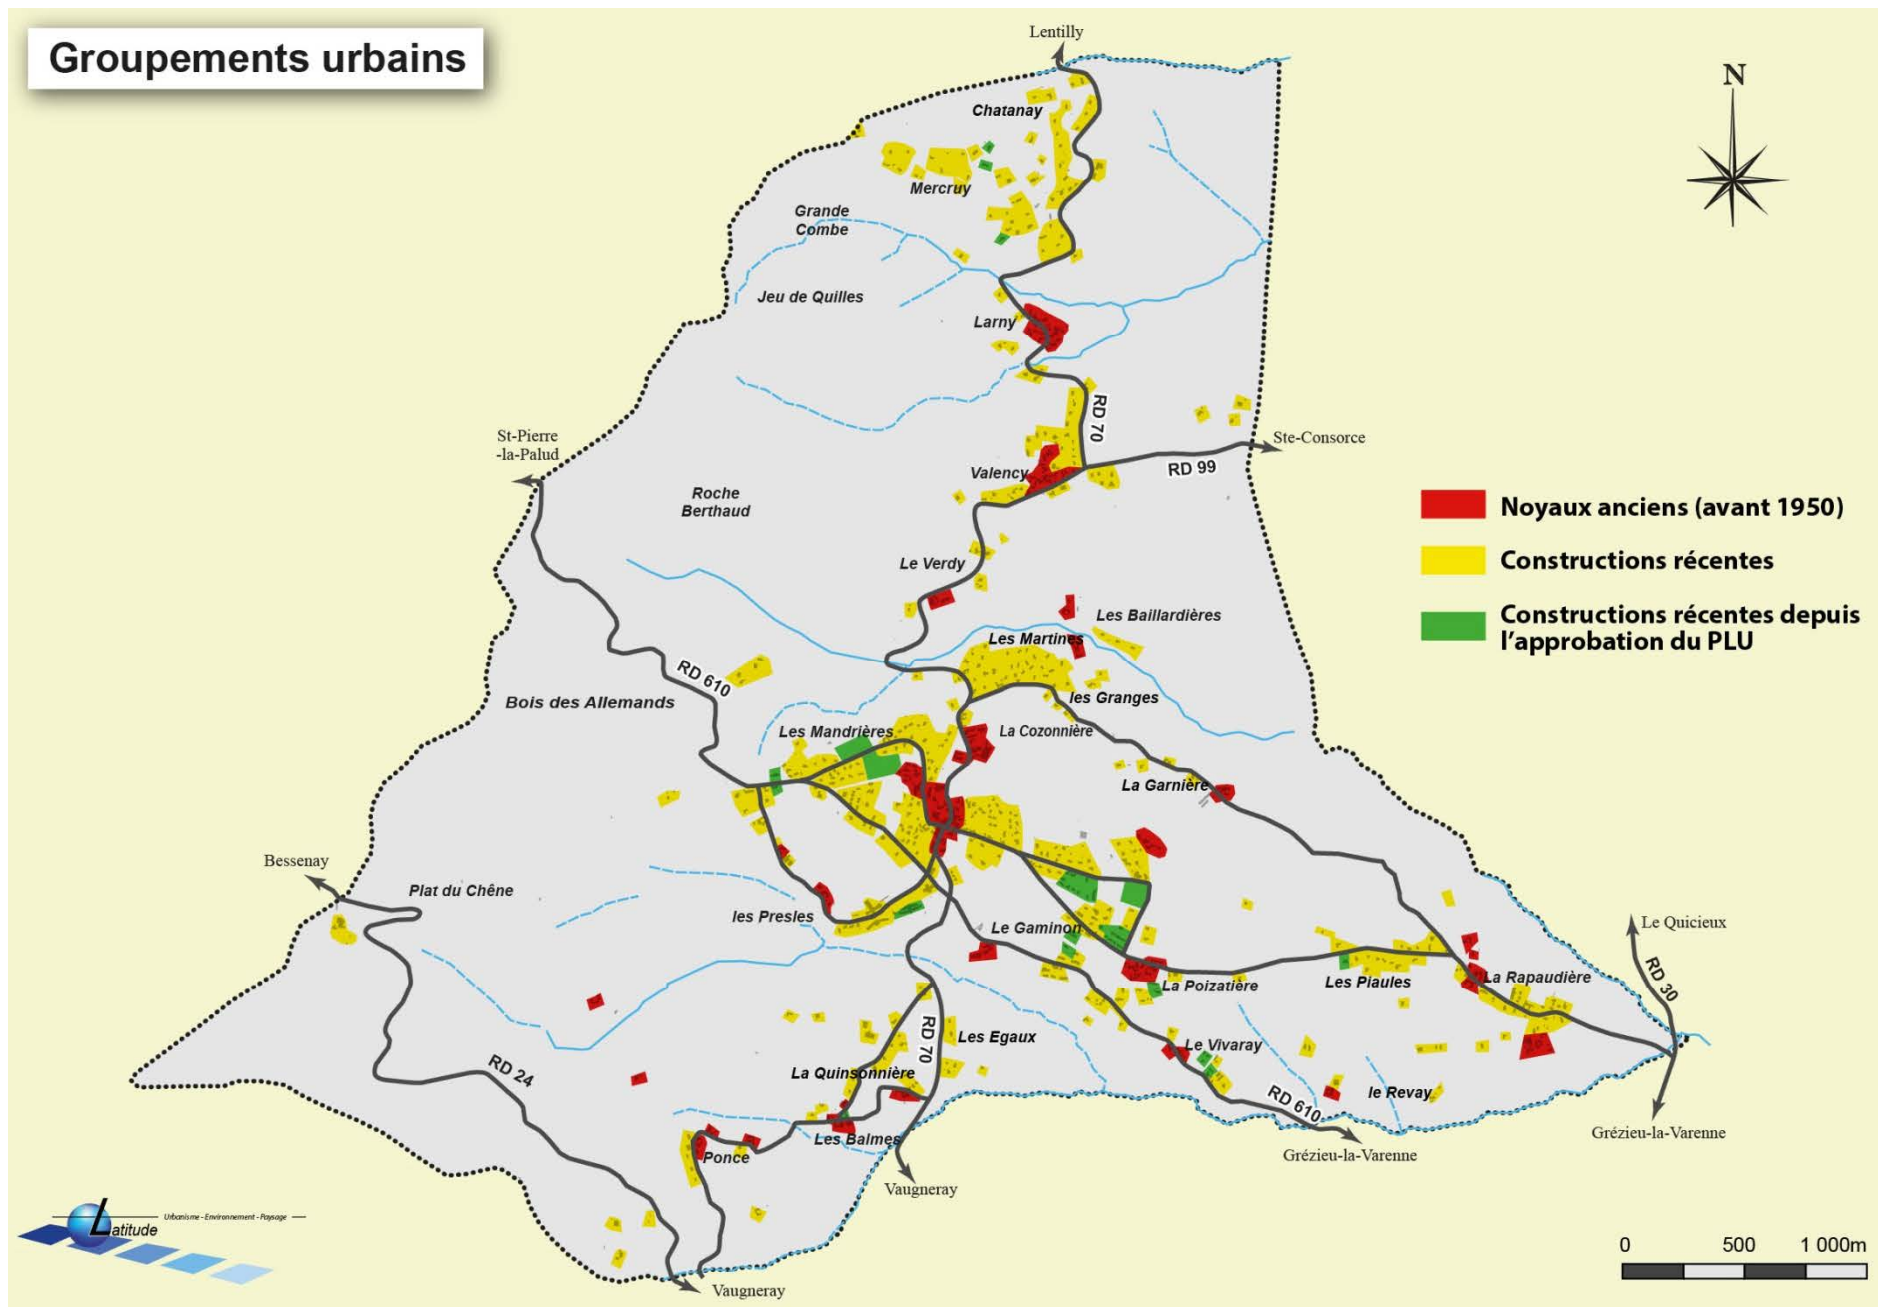 Groupements urbains
Lentilly
N
Chatanay
Mercruy
Grande
Combe
Jeu de Quilles
Larny
RD 70
St-Pierre
-la-Palud
Ste-Consorce
RD 99
Valency
Roche
Berthaud
Noyaux anciens (avant 1950)
Constructions récentes
Constructions récentes depuis
l'approbation du PLU
Le Verdy
Les Baillardières
Les Martines
RD 610
les Granges
Bois des Allemands
Les Mandrières
La Cozonnière
La Garnière
Bessenay
Plat du Chêne
les Presles
Le Gaminon
Le Quicieux
RD 30
La Poizatière
Les Piaules
La Rapaudière
RD 70
Les Egaux
Le Vivaray
RD 24
La Quinsonnière
RD 610
le Revay
Les Balmes
Grézieu-la-Varenne
Ponce
Grézieu-la-Varenne
Vaugneray
Latitude
Urbanisme - Environnement - Paysage
0 500 1 000m
Vaugneray